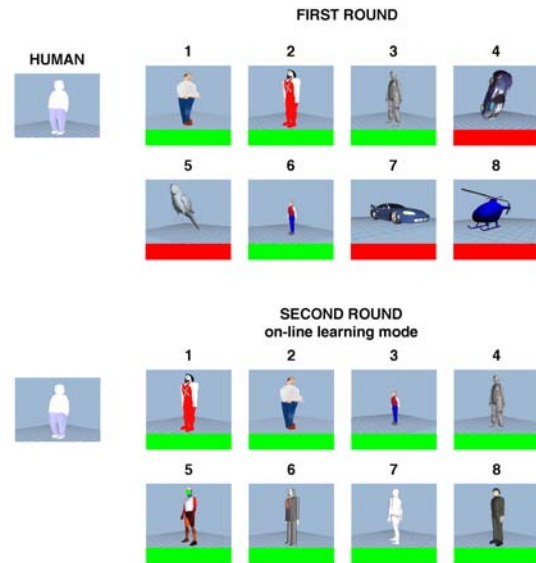 FIRST ROUND
HUMAN
1 2 3 4
5 6 7 8
SECOND ROUND
on-line learning mode
1 2 3 4
5 6 7 8